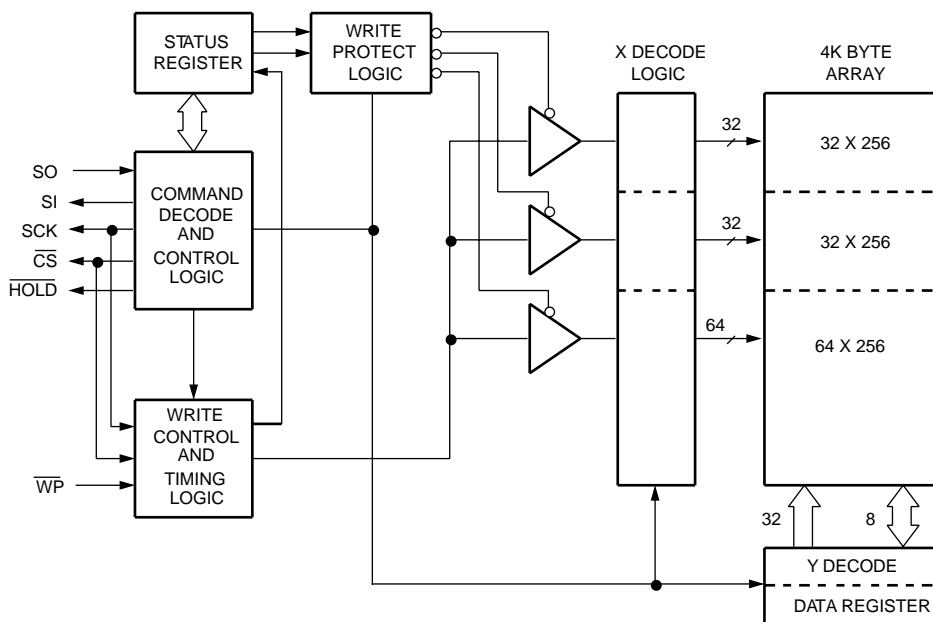 STATUS
REGISTER
WRITE
PROTECT
LOGIC
X DECODE
LOGIC
4K BYTE
ARRAY
SO
SI
SCK
CS
HOLD
COMMAND
DECODE
AND
CONTROL
LOGIC
32
32 X 256
32
32 X 256
64
64 X 256
WRITE
CONTROL
AND
TIMING
LOGIC
WP
32
8
Y DECODE
DATA REGISTER